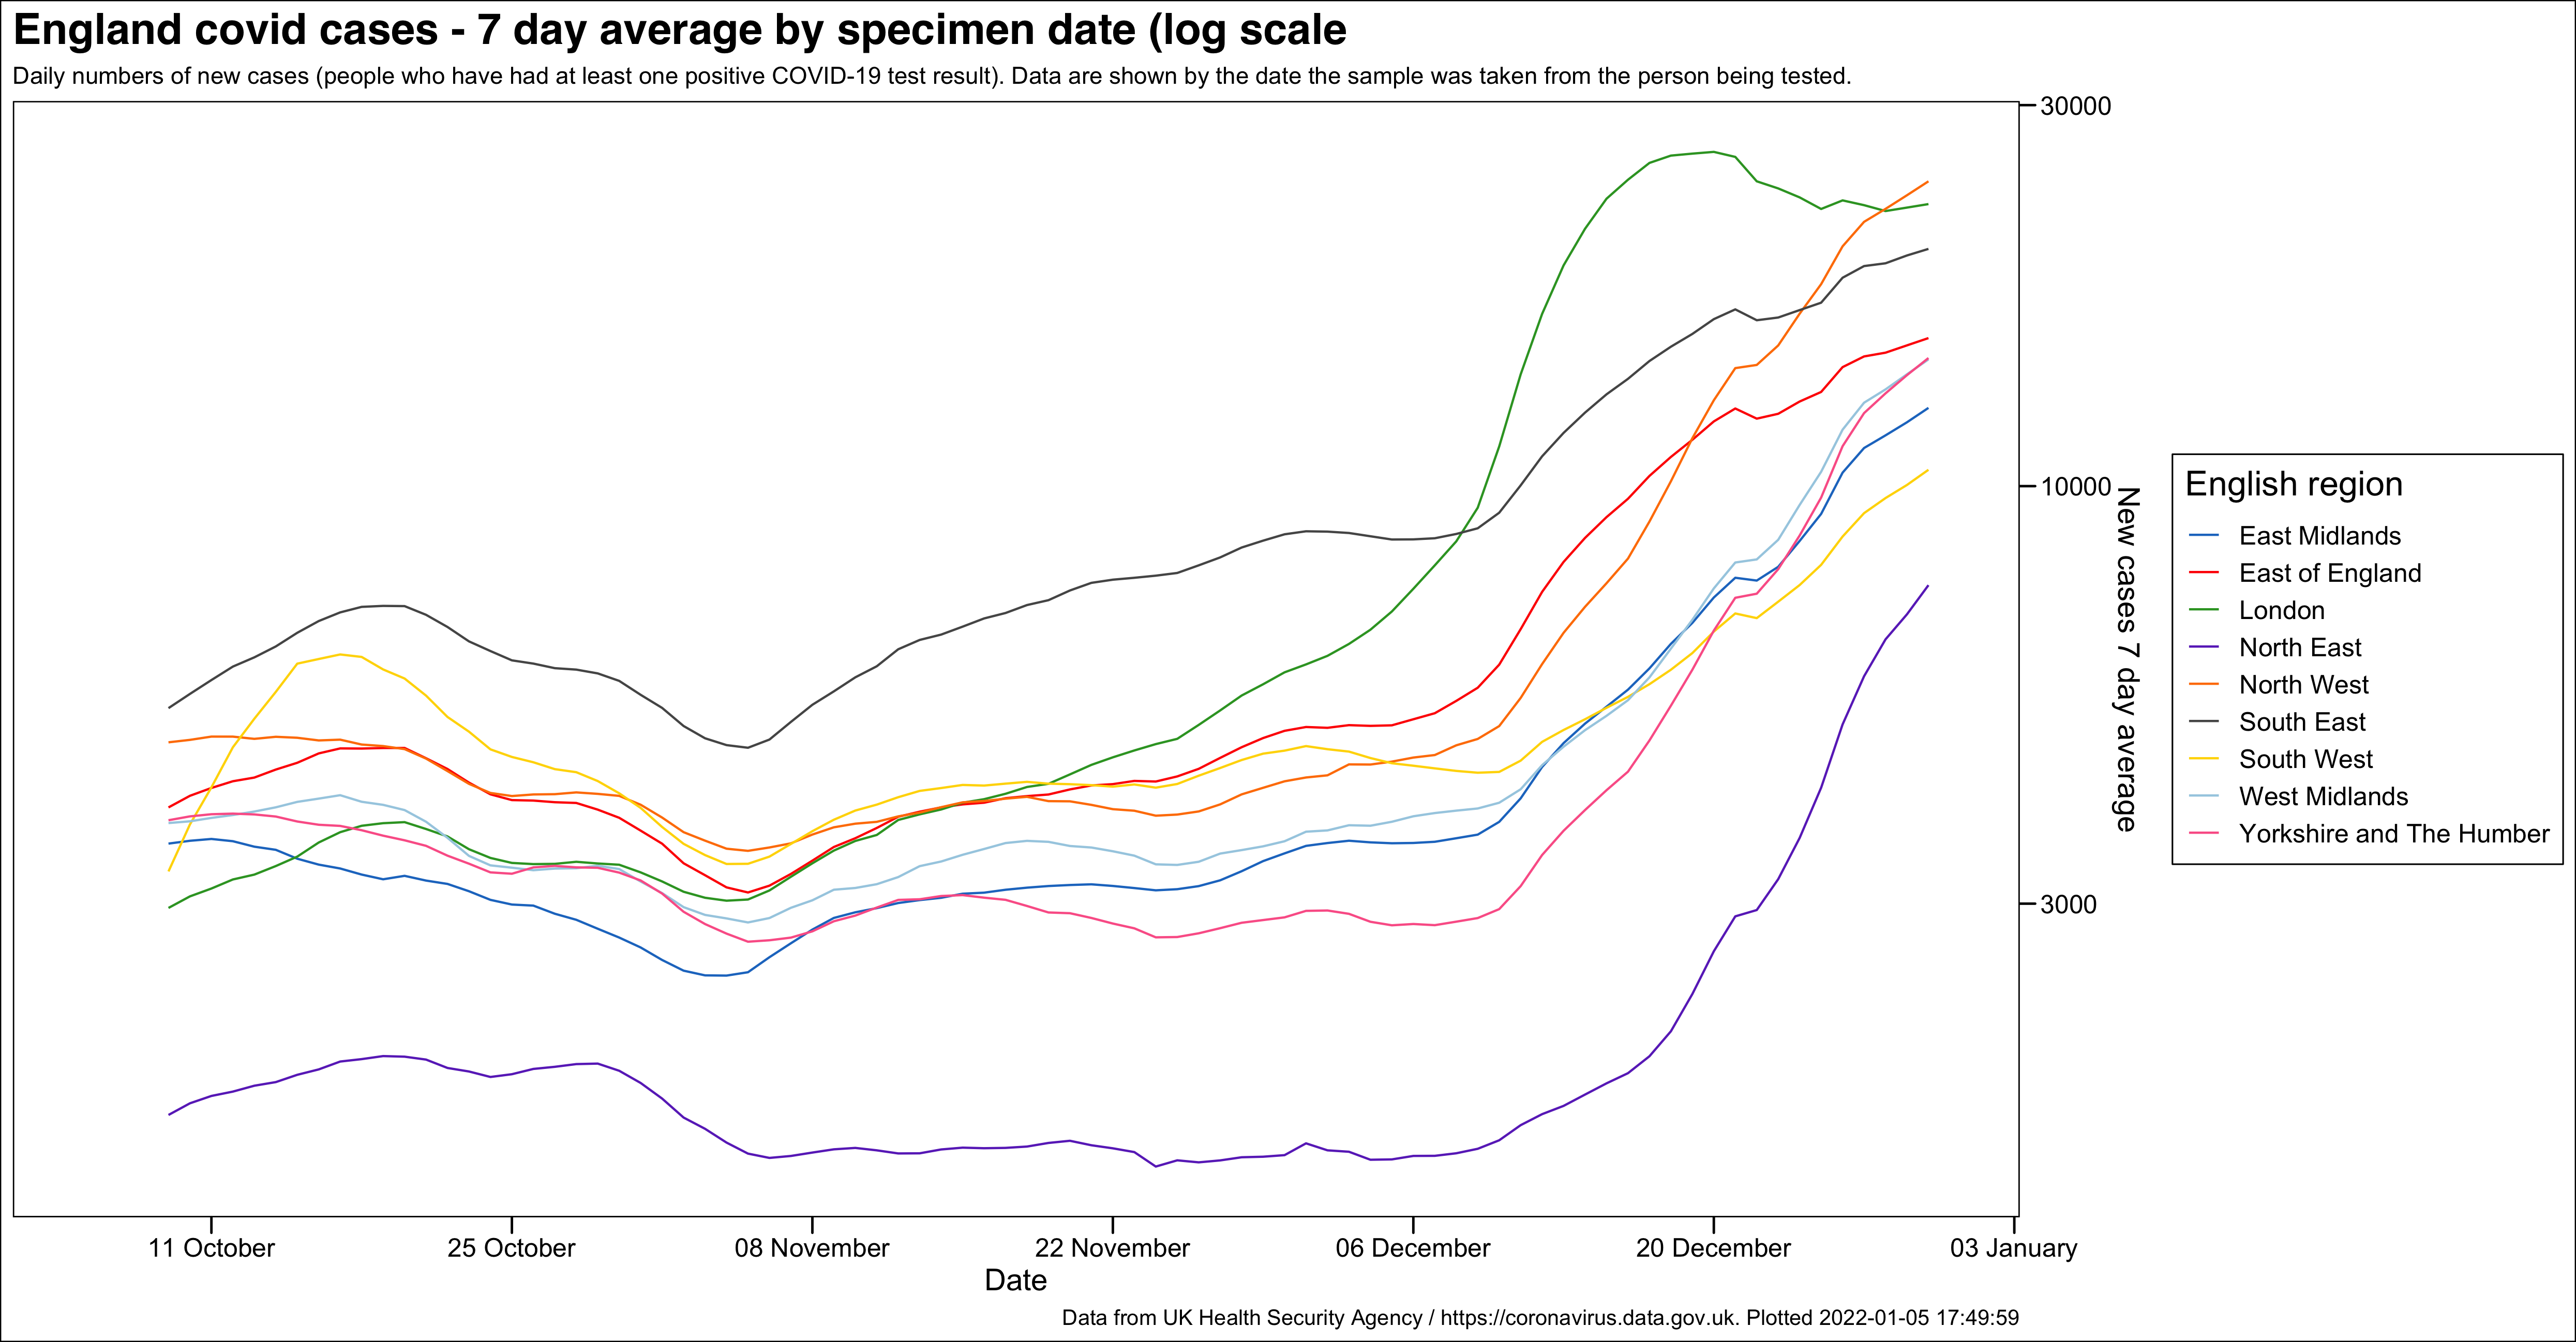 England covid cases - 7 day average by specimen date (log scale
Daily numbers of new cases (people who have had at least one positive COVID-19 test result). Data are shown by the date the sample was taken from the person being tested.
30000
10000
3000
New cases 7 day average
English region
East Midlands
East of England
London
North East
North West
South East
South West
West Midlands
Yorkshire and The Humber
11 October
25 October
08 November
22 November
06 December
20 December
03 January
Date
Data from UK Health Security Agency / https://coronavirus.data.gov.uk. Plotted 2022-01-05 17:49:59